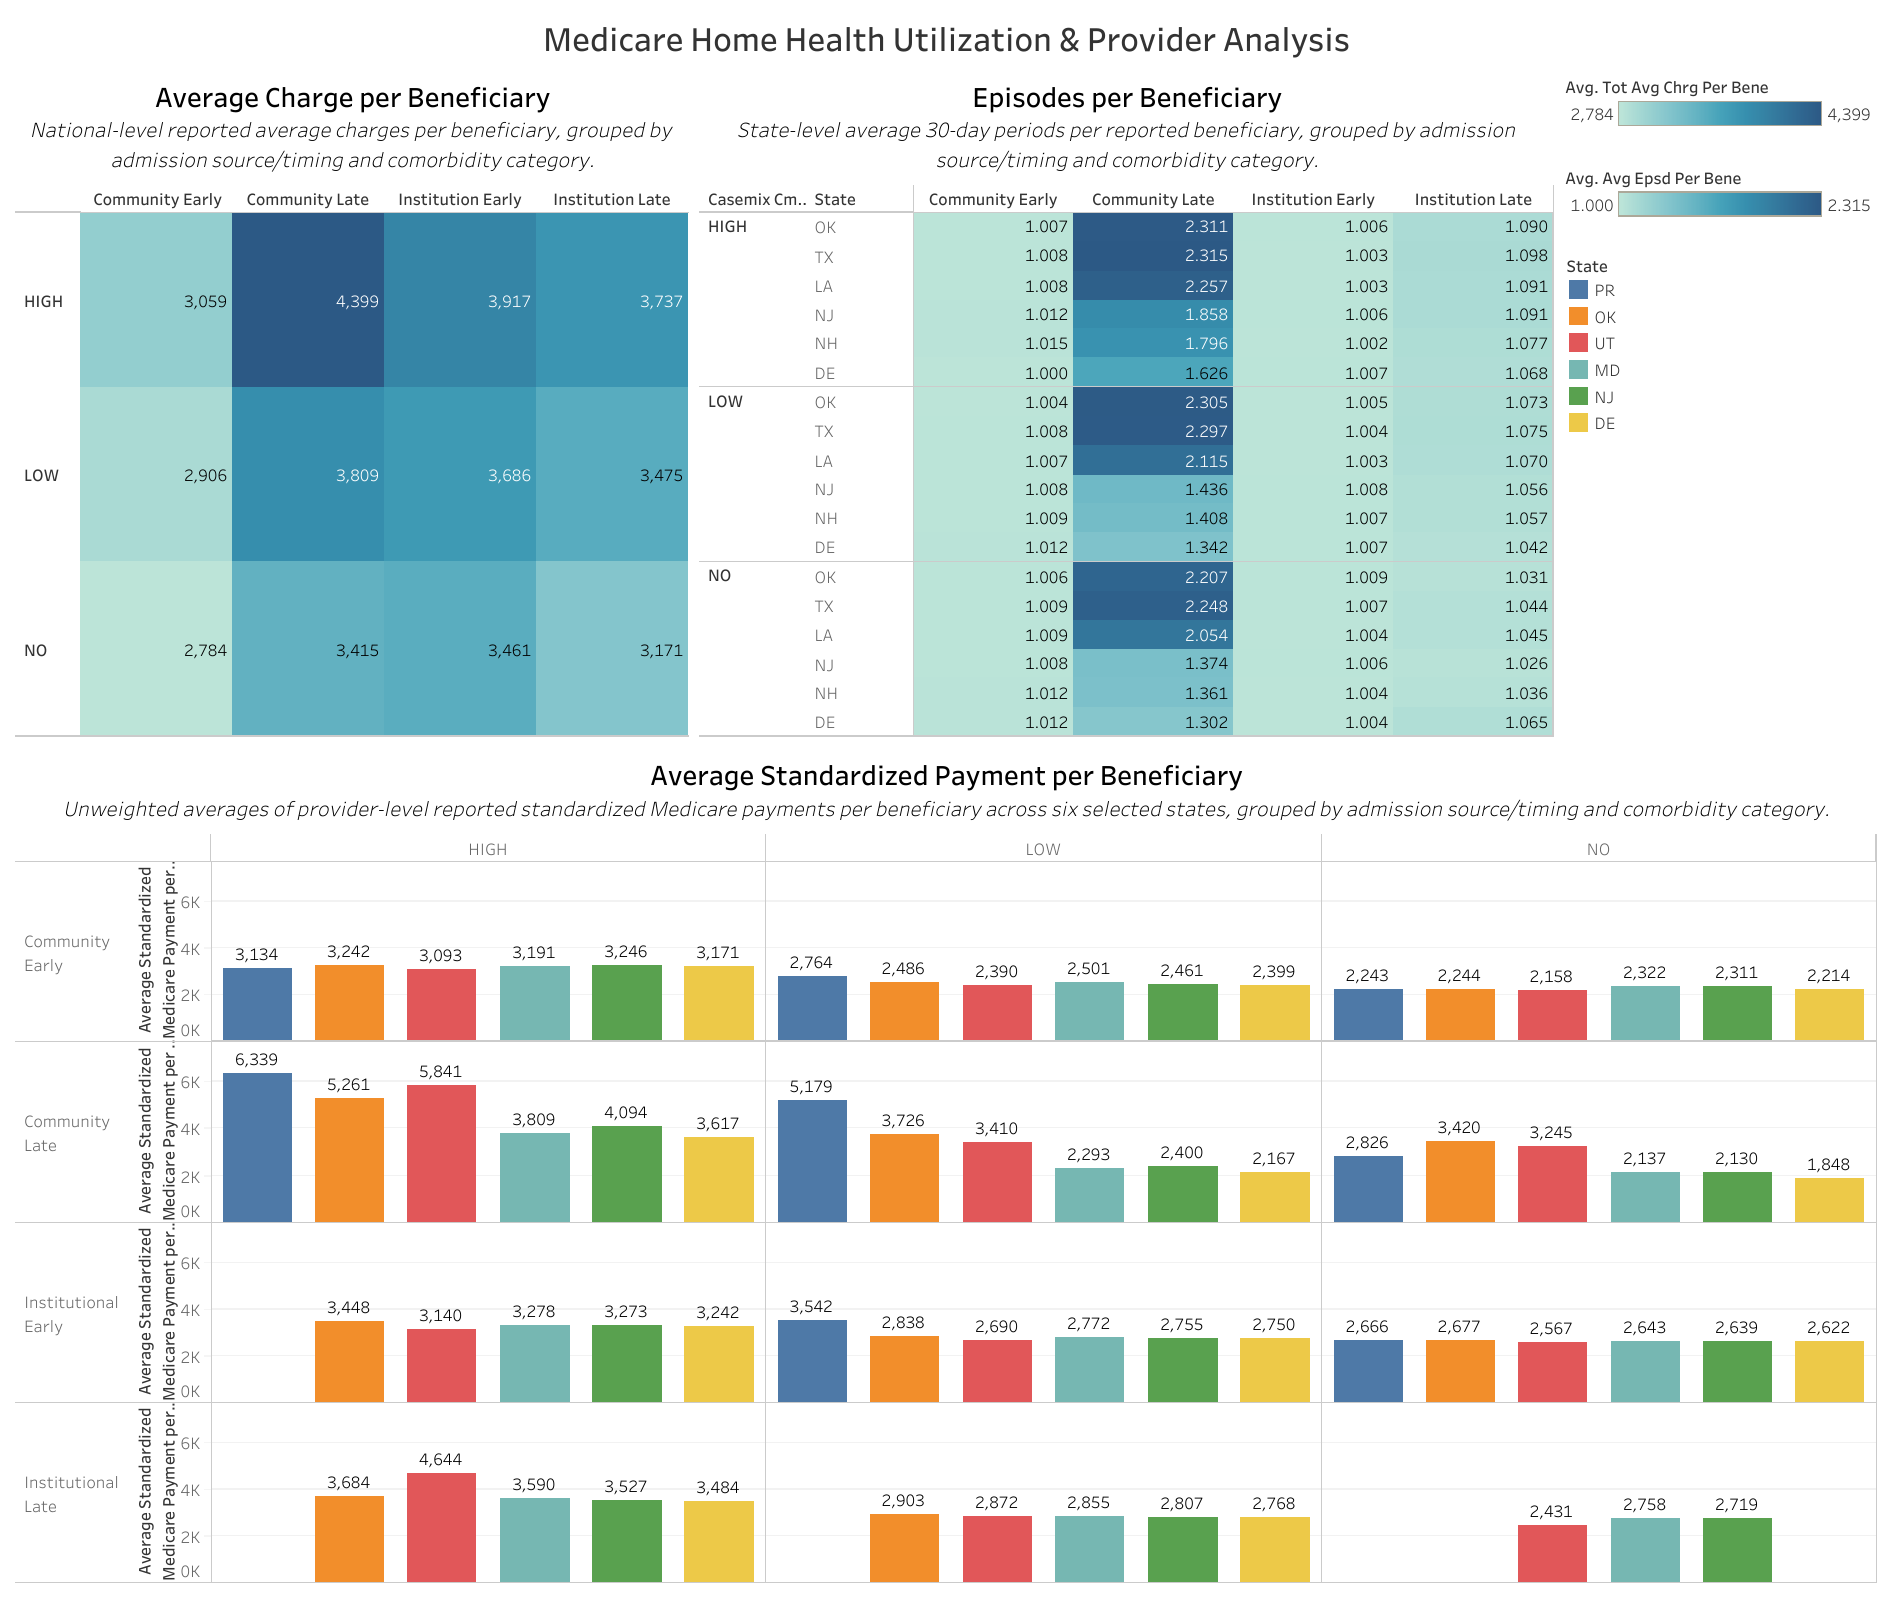 Medicare Home Health Utilization & Provider Analysis
Average Charge per Beneficiary
National-level reported average charges per beneficiary, grouped by
admission source/timing and comorbidity category.
Community Early Community Late Institution Early Institution Late
HIGH 3,059 4,399 3,917 3,737
LOW 2,906 3,809 3,686 3,475
NO 2,784 3,415 3,461 3,171
Episodes per Beneficiary
State-level average 30-day periods per reported beneficiary, grouped by admission
source/timing and comorbidity category.
Casemix Cm.. State Community Early Community Late Institution Early Institution Late
HIGH OK 1.007 2.311 1.006 1.090
TX 1.008 2.315 1.003 1.098
LA 1.008 2.257 1.003 1.091
NJ 1.012 1.858 1.006 1.091
NH 1.015 1.796 1.002 1.077
DE 1.000 1.626 1.007 1.068
LOW OK 1.004 2.305 1.005 1.073
TX 1.008 2.297 1.004 1.075
LA 1.007 2.115 1.003 1.070
NJ 1.008 1.436 1.008 1.056
NH 1.009 1.408 1.007 1.057
DE 1.012 1.342 1.007 1.042
NO OK 1.006 2.207 1.009 1.031
TX 1.009 2.248 1.007 1.044
LA 1.009 2.054 1.004 1.045
NJ 1.008 1.374 1.006 1.026
NH 1.012 1.361 1.004 1.036
DE 1.012 1.302 1.004 1.065
Avg. Tot Avg Chrg Per Bene
2,784 4,399
Avg. Avg Epsd Per Bene
1.000 2.315
State
PR
OK
UT
MD
NJ
DE
Average Standardized Payment per Beneficiary
Unweighted averages of provider-level reported standardized Medicare payments per beneficiary across six selected states, grouped by admission source/timing and comorbidity category.
HIGH LOW NO
Community
Early
Average Standardized
Medicare Payment per..
6K
4K
2K
0K
3,134 3,242 3,093 3,191 3,246 3,171 2,764 2,486 2,390 2,501 2,461 2,399 2,243 2,244 2,158 2,322 2,311 2,214
Community
Late
Average Standardized
Medicare Payment per ..
6K
4K
2K
0K
6,339 5,261 5,841 3,809 4,094 3,617 5,179 3,726 3,410 2,293 2,400 2,167 2,826 3,420 3,245 2,137 2,130 1,848
Institutional
Early
Average Standardized
Medicare Payment per..
6K
4K
2K
0K
3,448 3,140 3,278 3,273 3,242 3,542 2,838 2,690 2,772 2,755 2,750 2,666 2,677 2,567 2,643 2,639 2,622
Institutional
Late
Average Standardized
Medicare Payment per..
6K
4K
2K
0K
3,684 4,644 3,590 3,527 3,484 2,903 2,872 2,855 2,807 2,768 2,431 2,758 2,719